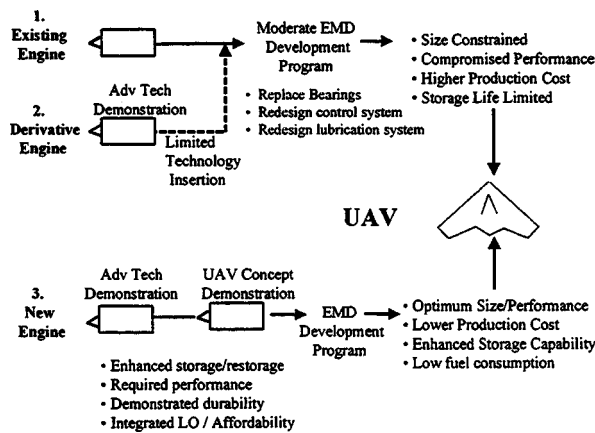 1.
Existing
Engine
Moderate EMD
Development
Program
• Size Constrained
• Compromised Performance
• Higher Production Cost
• Storage Life Limited
• Replace Bearings
• Redesign control system
• Redesign lubrication system
2.
Derivative
Engine
Adv Tech
Demonstration
Limited
Technology
Insertion
UAV
3.
New
Engine
Adv Tech
Demonstration
UAV Concept
Demonstration
EMD
Development
Program
• Optimum Size/Performance
• Lower Production Cost
• Enhanced Storage Capability
• Low fuel consumption
• Enhanced storage/restorage
• Required performance
• Demonstrated durability
• Integrated LO / Affordability